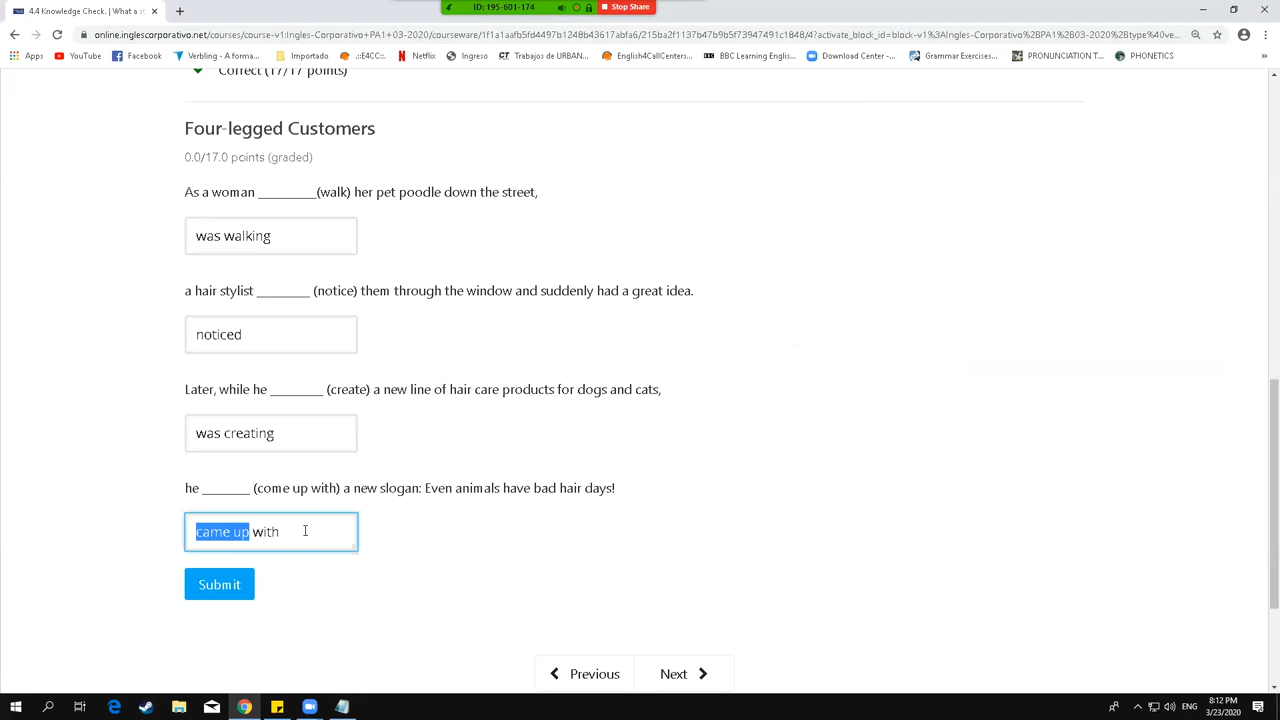 ID: 195-601-174
Stop Share
4.4 Knowledge Check. | What a st
online.inglescorporativo.net/courses/course-v1:Ingles-Corporativo+PA1+03-2020/courseware/1f1a1aafb5fd4497b1248b43617abfa6/215ba2f1137b47b9b5f73947491c1848/4?activate_block_id=block-v1%3AIngles-Corporativo%2BPA1%2B03-2020%2Btype%40ve...
Apps YouTube Facebook Verbling - A forma... Importado .::E4CC::. Netflix Ingreso Trabajos de URBAN... English4CallCenters... BBC Learning Englis... Download Center -... Grammar Exercises... PRONUNCIATION T... PHONETICS
Correct (17/17 points)
Four-legged Customers
0.0/17.0 points (graded)
As a woman _________(walk) her pet poodle down the street,
was walking
a hair stylist ________ (notice) them through the window and suddenly had a great idea.
noticed
Later, while he ________ (create) a new line of hair care products for dogs and cats,
was creating
he _______ (come up with) a new slogan: Even animals have bad hair days!
came up with
Submit
Previous Next
ENG
8:12 PM
3/23/2020